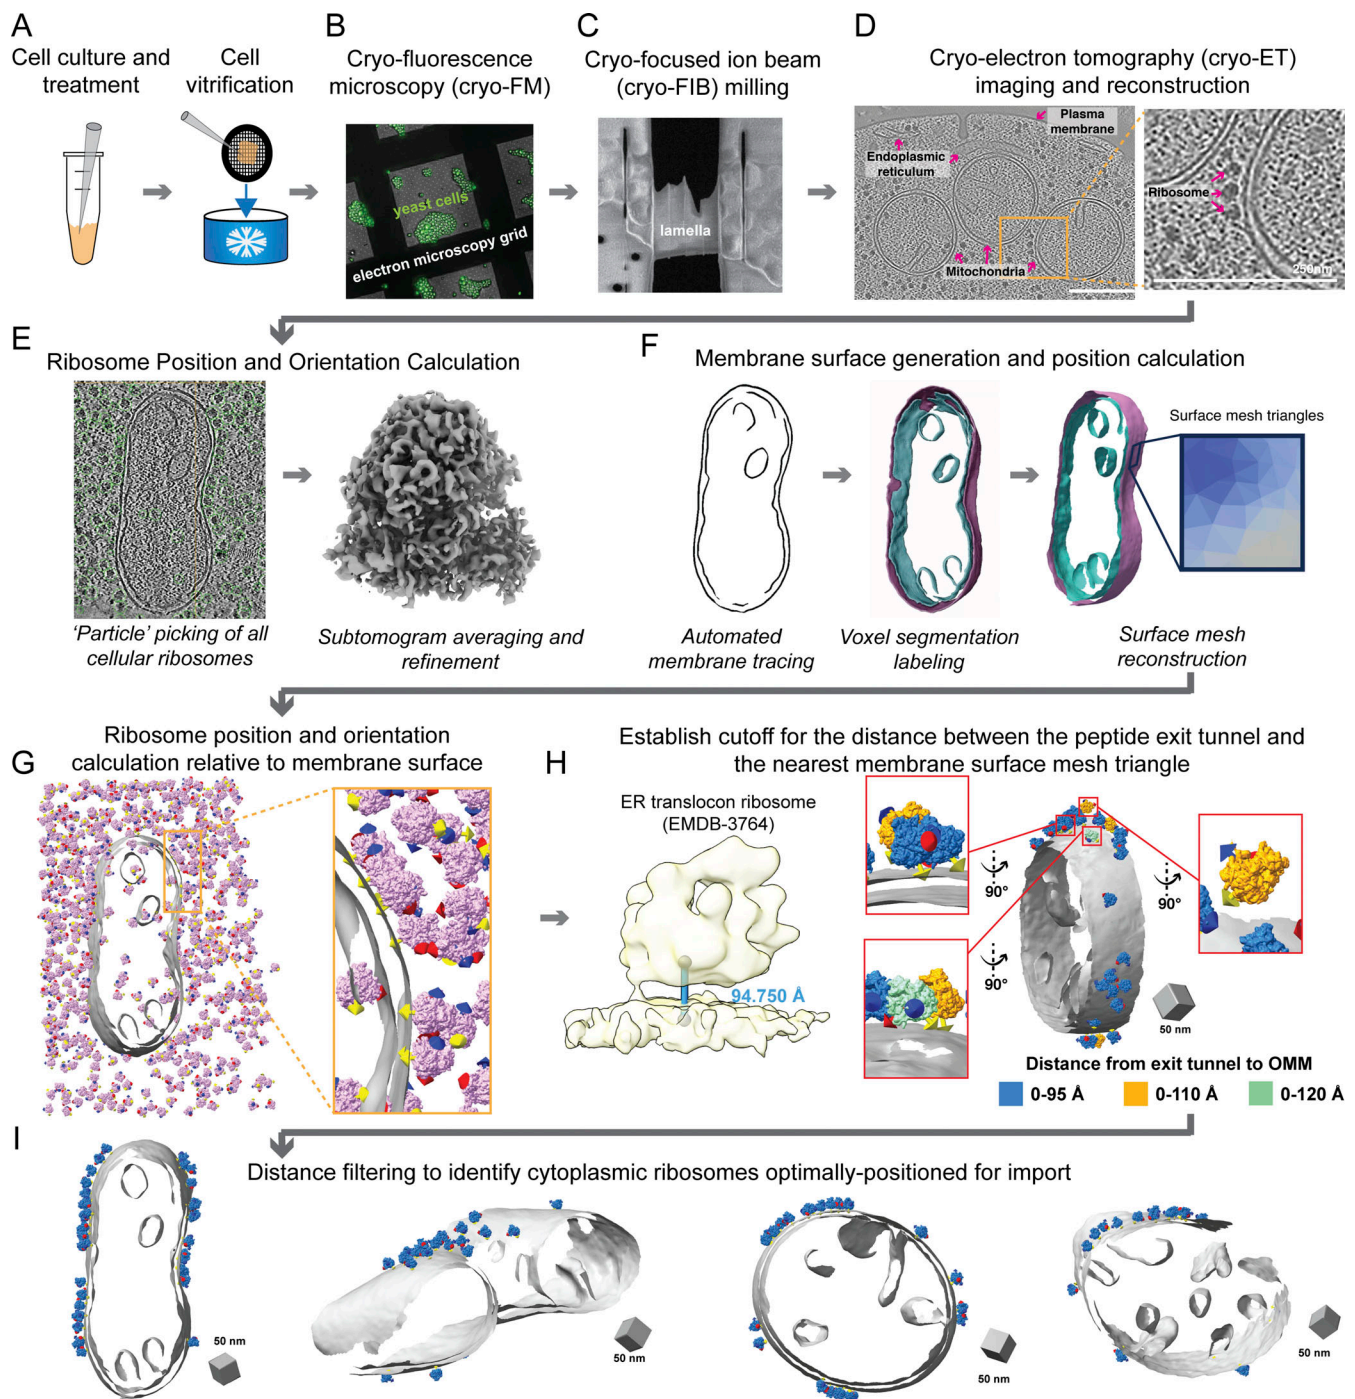 A
Cell culture and
treatment
Cell
vitrification
B
Cryo-fluorescence
microscopy (cryo-FM)
yeast cells
electron microscopy grid
C
Cryo-focused ion beam
(cryo-FIB) milling
lamella
D
Cryo-electron tomography (cryo-ET)
imaging and reconstruction
Plasma
membrane
Endoplasmic
reticulum
Mitochondria
Ribosome
250nm
E
Ribosome Position and Orientation Calculation
'Particle' picking of all
cellular ribosomes
Subtomogram averaging and
refinement
F
Membrane surface generation and position calculation
Surface mesh triangles
Automated
membrane tracing
Voxel segmentation
labeling
Surface mesh
reconstruction
G
Ribosome position and orientation
calculation relative to membrane surface
H
Establish cutoff for the distance between the peptide exit tunnel and
the nearest membrane surface mesh triangle
ER translocon ribosome
(EMDB-3764)
94.750 Å
90°
90°
90°
50 nm
Distance from exit tunnel to OMM
0-95 Å
0-110 Å
0-120 Å
I
Distance filtering to identify cytoplasmic ribosomes optimally-positioned for import
50 nm
50 nm
50 nm
50 nm